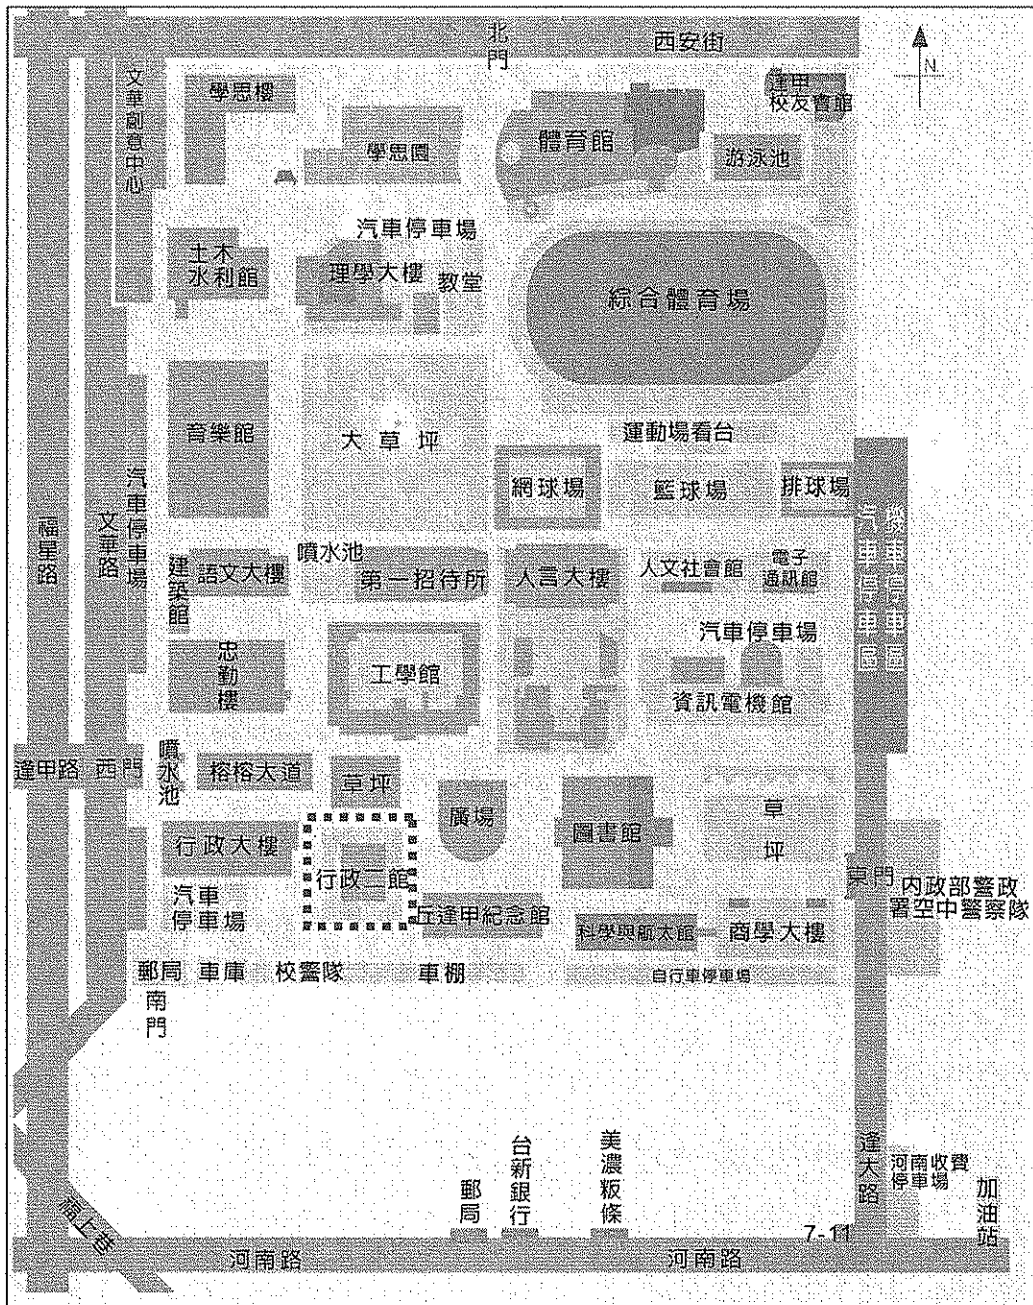 北門
西安街
N
文華創意中心
學思樓
學思園
體育館
逢甲
校友會館
游泳池
汽車停車場
土木
水利館
理學大樓
教堂
綜合體育場
育樂館
大草坪
運動場看台
網球場
籃球場
排球場
福星路
文華路
汽車停車場
汽車停車區
機車停車區
建築館
語文大樓
噴水池
第一招待所
人言大樓
人文社會館
電子
通訊館
汽車停車場
忠勤樓
工學館
資訊電機館
逢甲路
西門
噴水池
榕榕大道
草坪
廣場
圖書館
草坪
行政大樓
行政二館
東門
內政部警政
署空中警察隊
汽車
停車場
丘逢甲紀念館
科學與航太館
商學大樓
郵局
車庫
校警隊
車棚
自行車停車場
南門
郵局
台新銀行
美濃粄條
逢大路
河南收費
停車場
加油站
福上巷
7-11
河南路
河南路